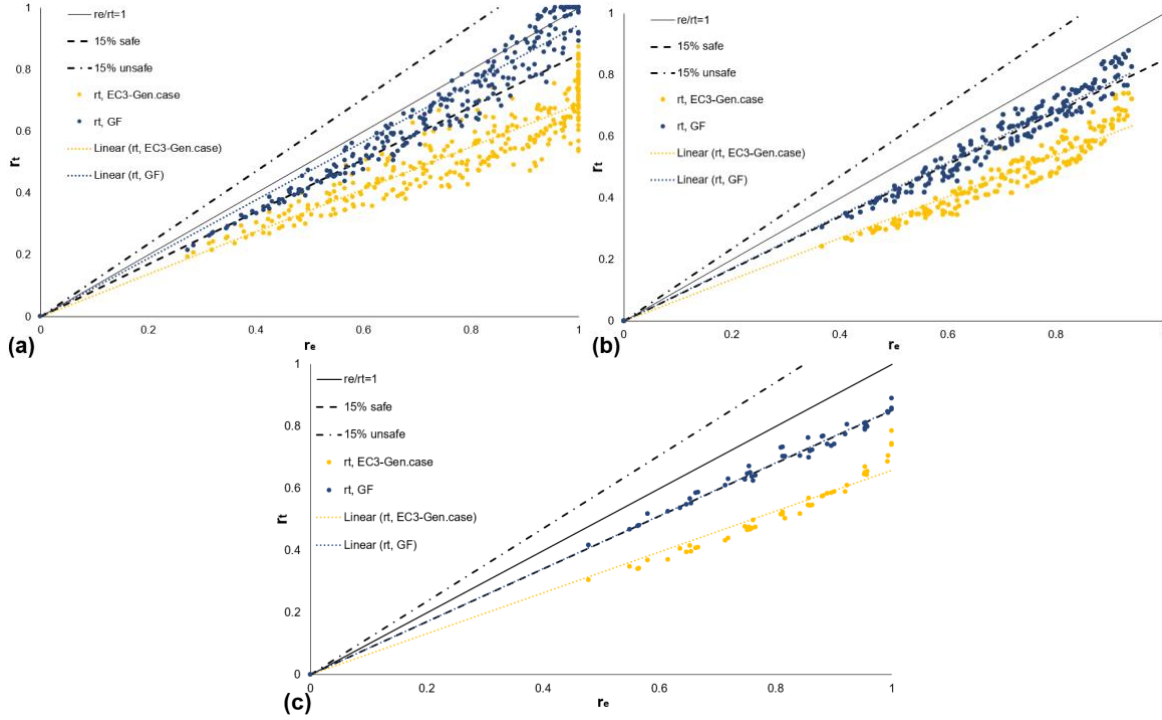 1
0.8
0.6
0.4
0.2
0
rt
re/rt=1
15% safe
15% unsafe
rt, EC3-Gen.case
rt, GF
Linear (rt, EC3-Gen.case)
Linear (rt, GF)
0
0.2
0.4
0.6
0.8
1
re
(a)
1
0.8
0.6
0.4
0.2
0
rt
re/rt=1
15% safe
15% unsafe
rt, EC3-Gen.case
rt, GF
Linear (rt, EC3-Gen.case)
Linear (rt, GF)
0
0.2
0.4
0.6
0.8
re
(b)
1
0.8
0.6
0.4
0.2
0
rt
re/rt=1
15% safe
15% unsafe
rt, EC3-Gen.case
rt, GF
Linear (rt, EC3-Gen.case)
Linear (rt, GF)
0
0.2
0.4
0.6
0.8
1
re
(c)